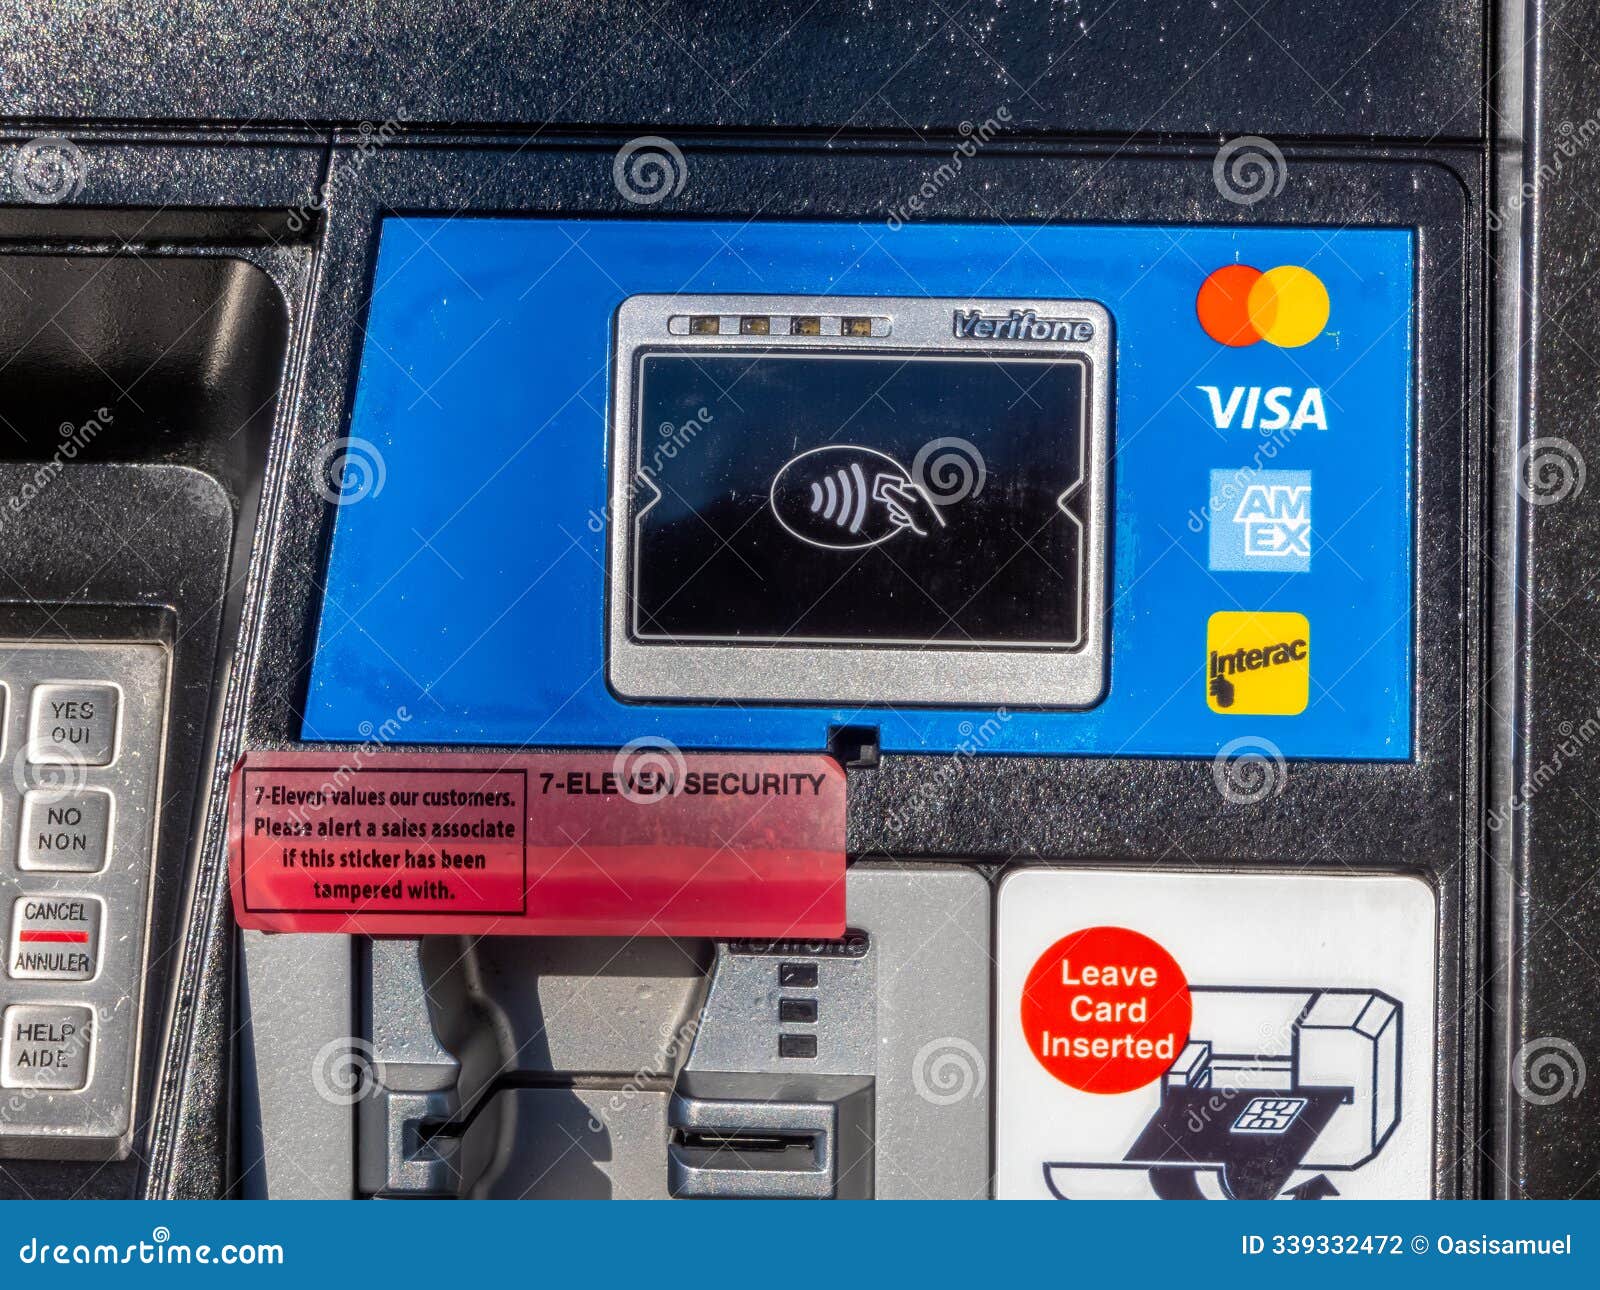 Verifone
VISA
AM
EX
Interac
YES
OUI
NO
NON
CANCEL
ANNULER
HELP
AIDE
7-ELEVEN SECURITY
7-Eleven values our customers.
Please alert a sales associate
if this sticker has been
tampered with.
Verifone
Leave
Card
Inserted
dreamstime.com
ID 339332472 © Oasisamuel